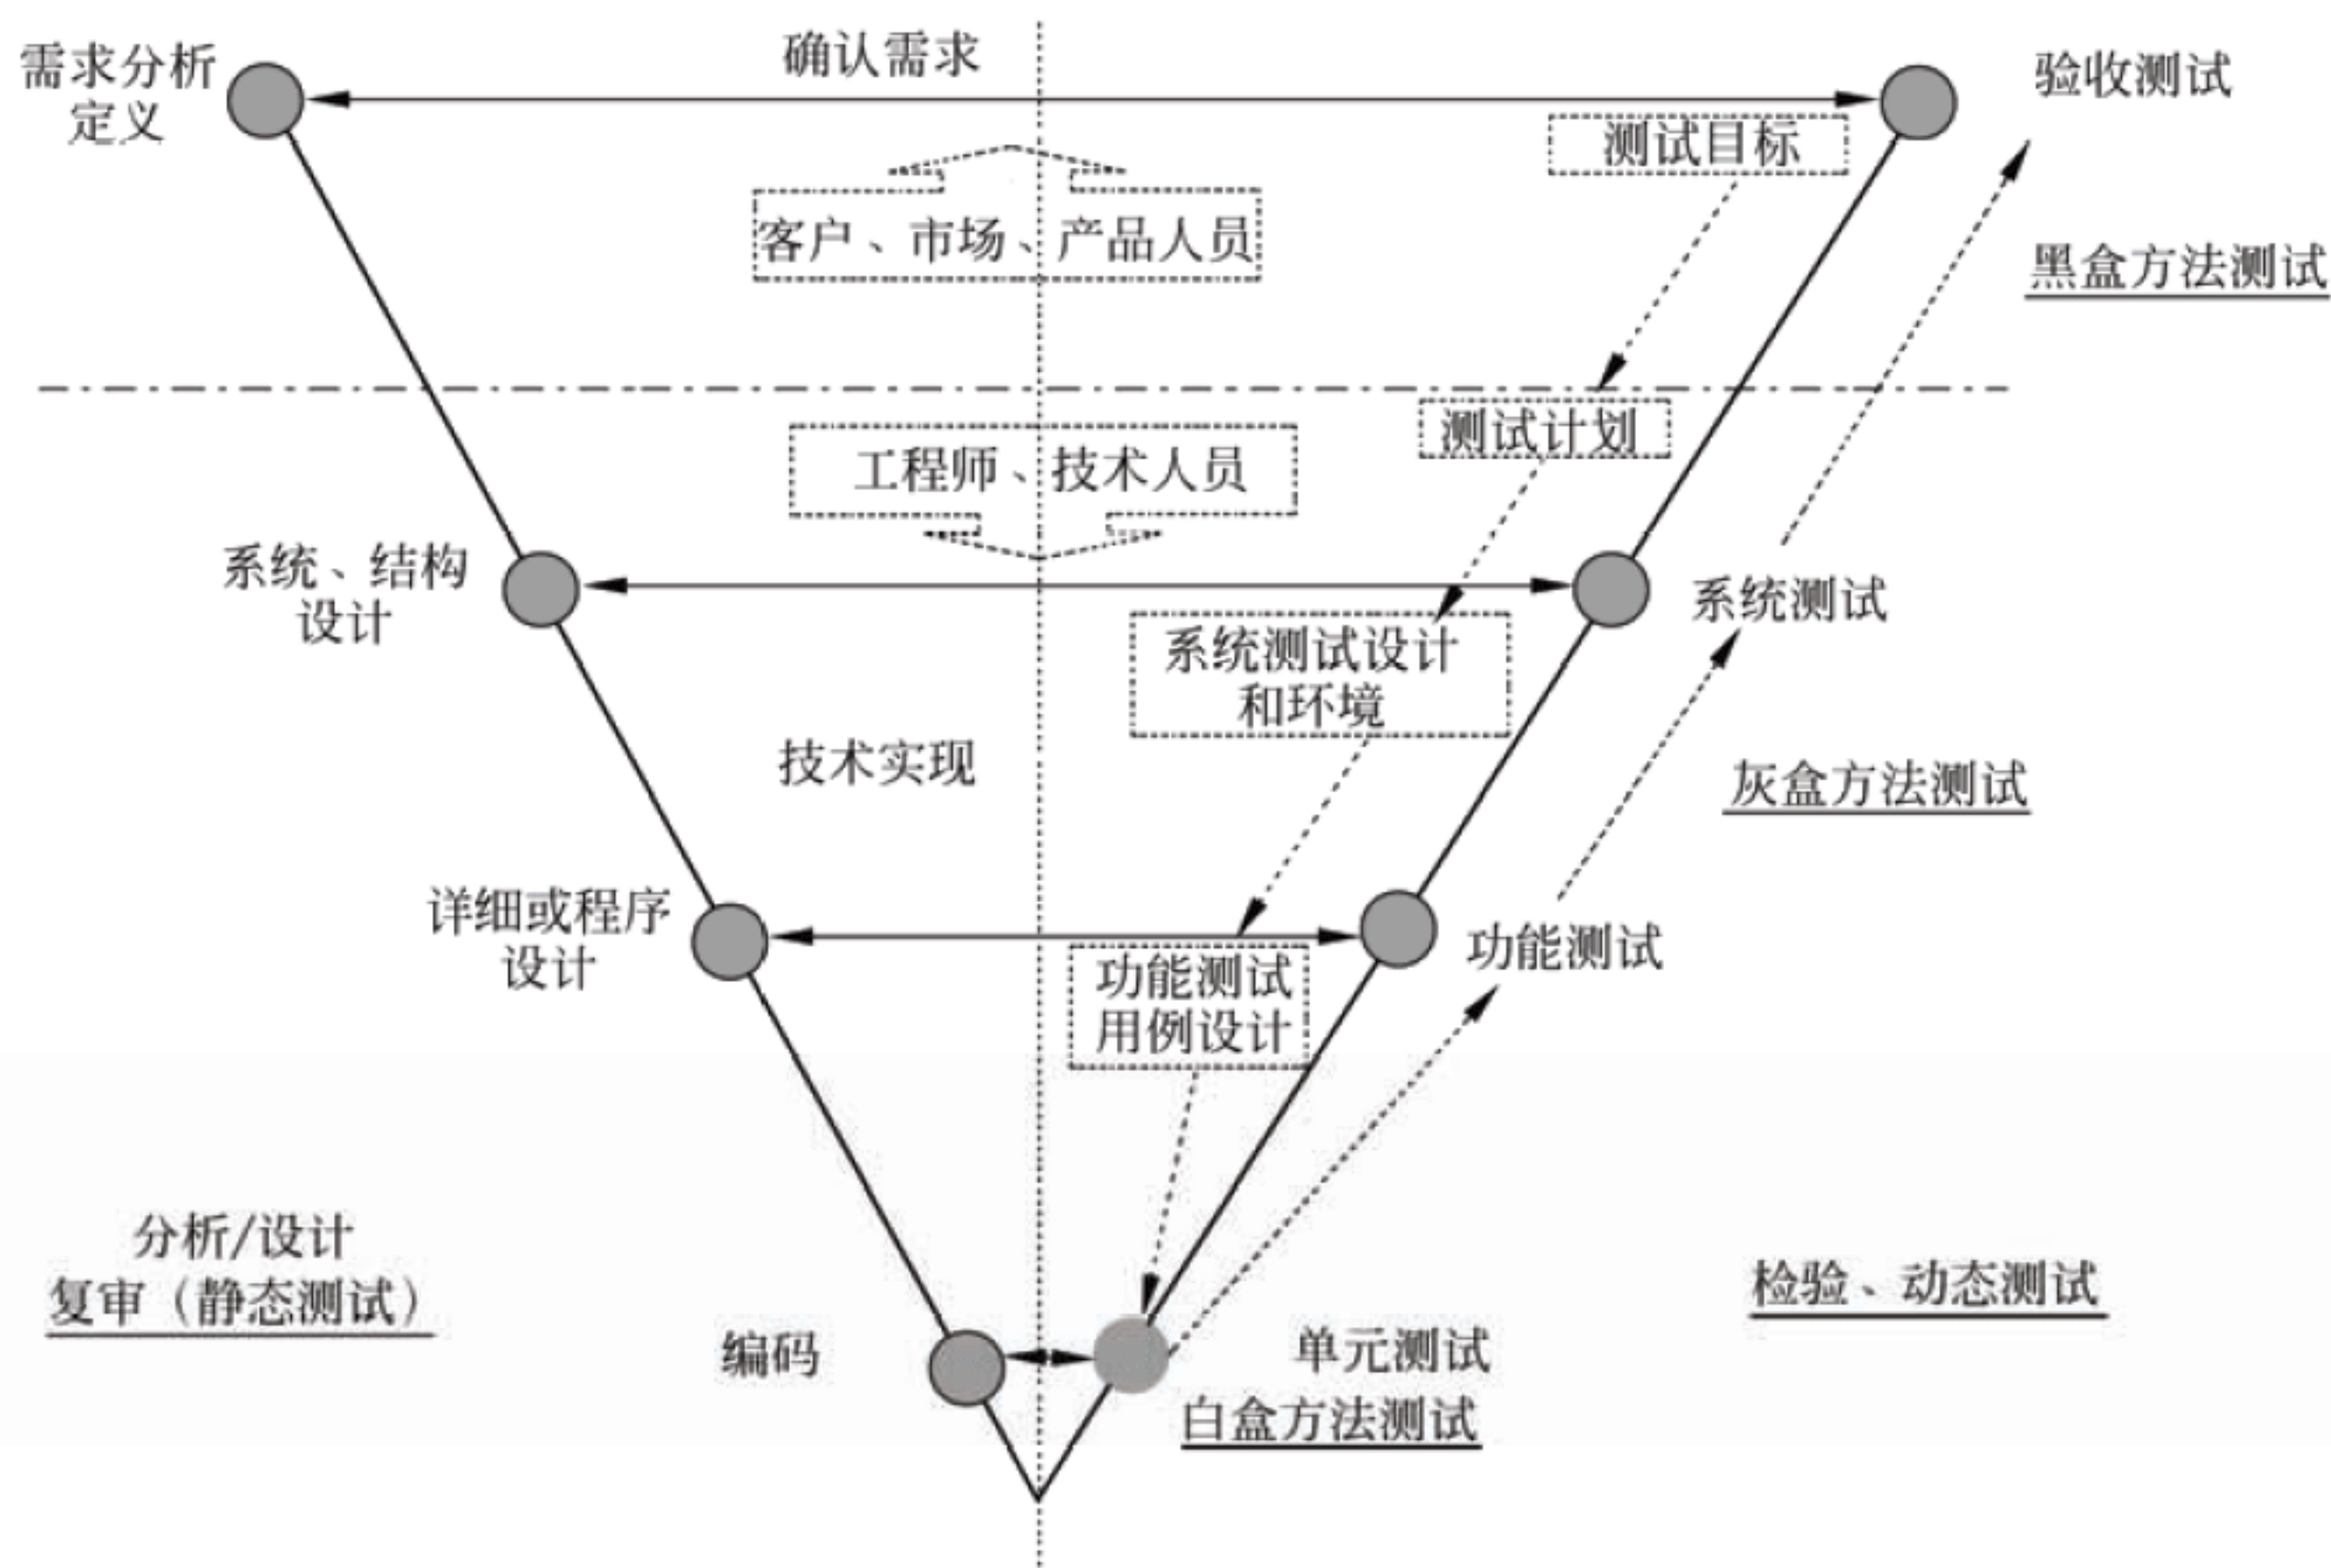 确认需求
需求分析
定义
验收测试
测试目标
客户、市场、产品人员
黑盒方法测试
测试计划
工程师、技术人员
系统、结构
设计
系统测试
系统测试设计
和环境
技术实现
灰盒方法测试
详细或程序
设计
功能测试
功能测试
用例设计
分析/设计
复审（静态测试）
检验、动态测试
编码
单元测试
白盒方法测试